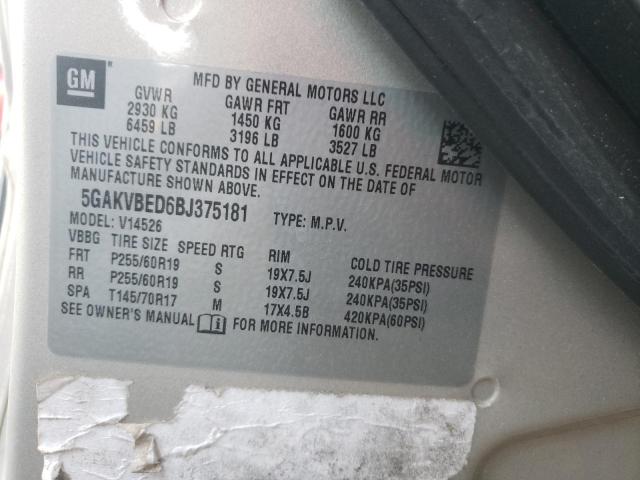 GM
MFD BY GENERAL MOTORS LLC
GVWR GAWR FRT GAWR RR
2930 KG 1450 KG 1600 KG
6459 LB 3196 LB 3527 LB
THIS VEHICLE CONFORMS TO ALL APPLICABLE U.S. FEDERAL MOTOR
VEHICLE SAFETY STANDARDS IN EFFECT ON THE DATE OF
MANUFACTURE SHOWN ABOVE.
5GAKVBED6BJ375181 TYPE: M.P.V.
MODEL: V14526
VBBG TIRE SIZE SPEED RTG RIM COLD TIRE PRESSURE
FRT P255/60R19 S 19X7.5J 240KPA(35PSI)
RR P255/60R19 S 19X7.5J 240KPA(35PSI)
SPA T145/70R17 M 17X4.5B 420KPA(60PSI)
SEE OWNER'S MANUAL FOR MORE INFORMATION.